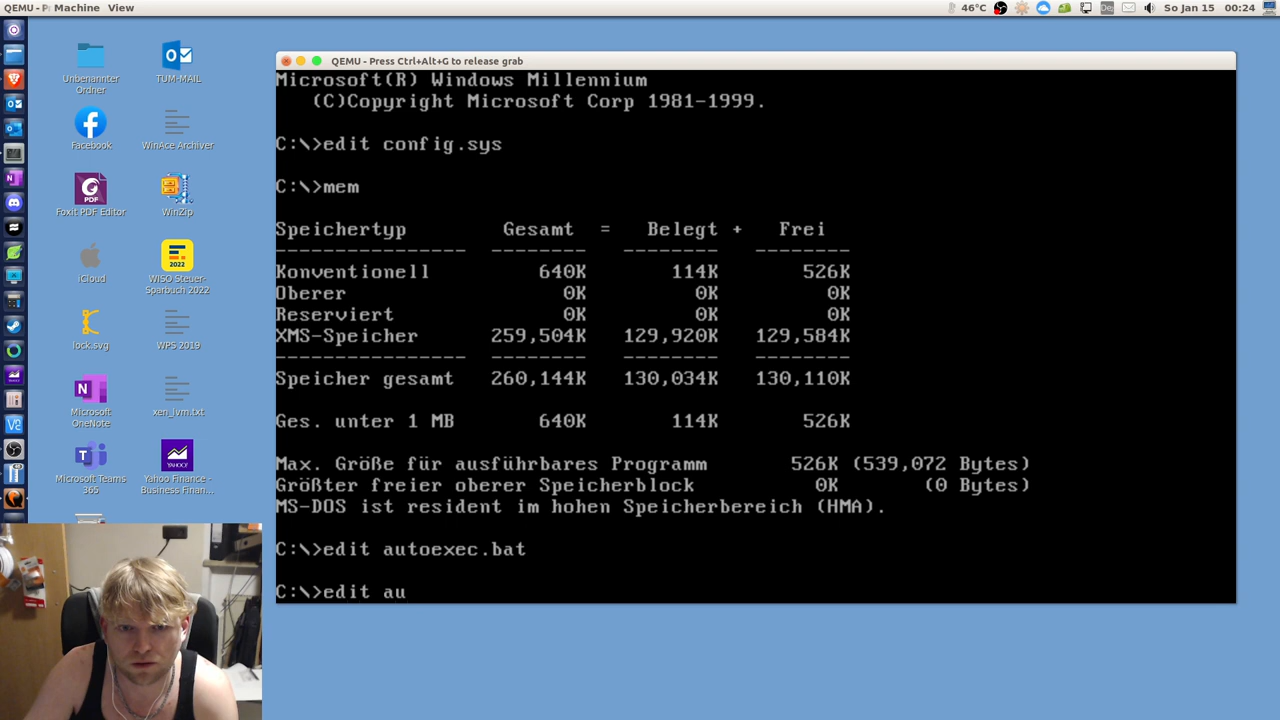 QEMU - P
Machine
View
46°C
De
So Jan 15
00:24
Unbenannter
Ordner
TUM-MAIL
Facebook
WinAce Archiver
PDF
Foxit PDF Editor
WinZip
iCloud
WISO Steuer-
Sparbuch 2022
lock.svg
WPS 2019
Microsoft
OneNote
xen_lvm.txt
Microsoft Teams
365
Yahoo Finance -
Business Finan...
QEMU - Press Ctrl+Alt+G to release grab
Microsoft(R) Windows Millennium
(C)Copyright Microsoft Corp 1981-1999.
C:\>edit config.sys
C:\>mem
Speichertyp Gesamt = Belegt + Frei
---------------- -------- -------- --------
Konventionell 640K 114K 526K
Oberer 0K 0K 0K
Reserviert 0K 0K 0K
XMS-Speicher 259,504K 129,920K 129,584K
---------------- -------- -------- --------
Speicher gesamt 260,144K 130,034K 130,110K
Ges. unter 1 MB 640K 114K 526K
Max. Größe für ausführbares Programm 526K (539,072 Bytes)
Größter freier oberer Speicherblock 0K (0 Bytes)
MS-DOS ist resident im hohen Speicherbereich (HMA).
C:\>edit autoexec.bat
C:\>edit au